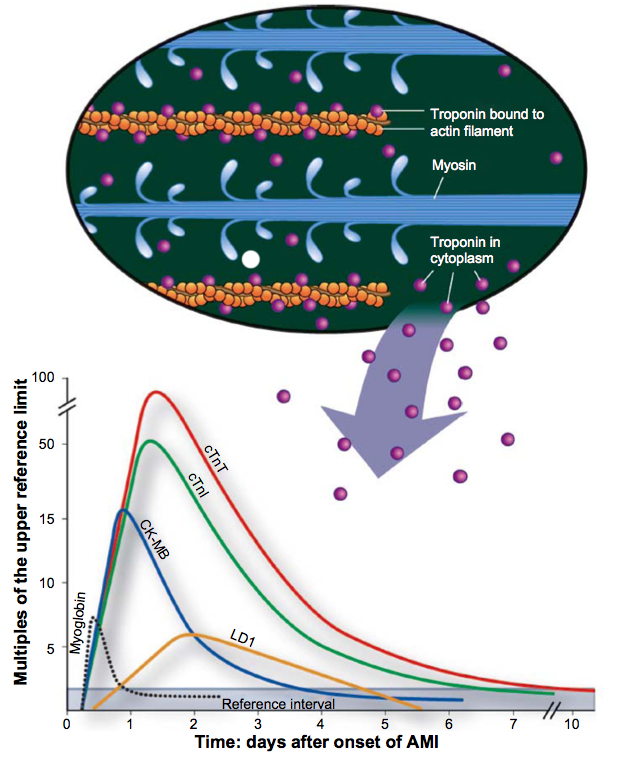 Troponin bound to
actin filament
Myosin
Troponin in
cytoplasm
Multiples of the upper reference limit
100
50
15
10
5
cTnT
cTnI
CK-MB
Myoglobin
LD1
Reference interval
0 1 2 3 4 5 6 7 10
Time: days after onset of AMI